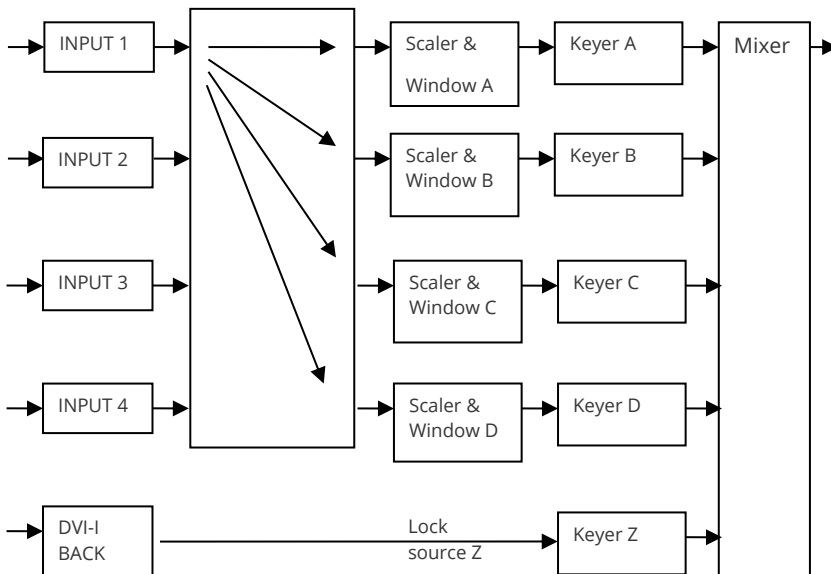 INPUT 1
Scaler &
Window A
Keyer A
Mixer
INPUT 2
Scaler &
Window B
Keyer B
INPUT 3
Scaler &
Window C
Keyer C
INPUT 4
Scaler &
Window D
Keyer D
DVI-I
BACK
Lock
source Z
Keyer Z